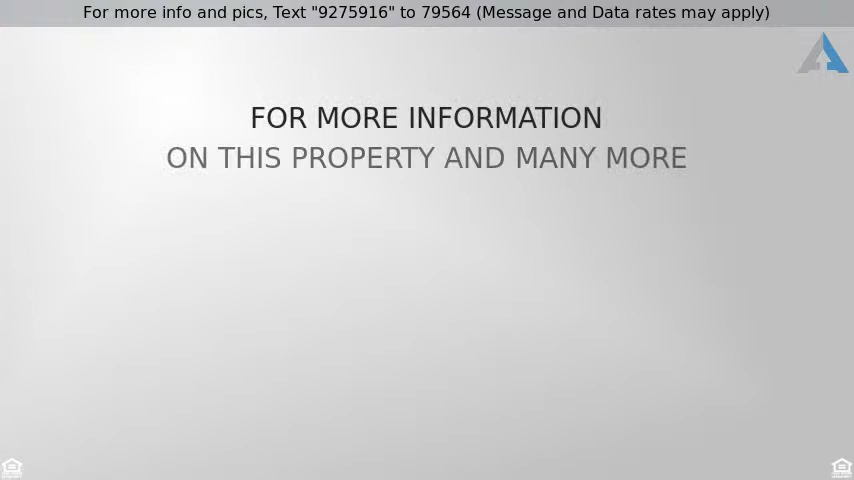 For more info and pics, Text "9275916" to 79564 (Message and Data rates may apply)
FOR MORE INFORMATION
ON THIS PROPERTY AND MANY MORE